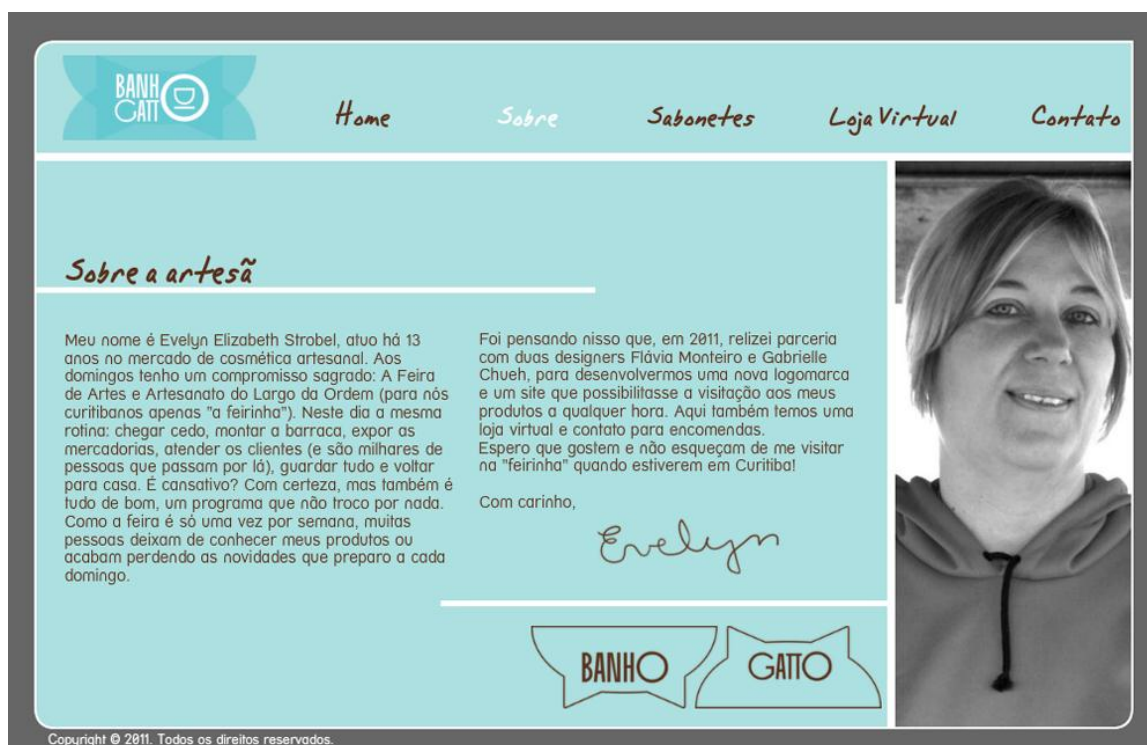 BANHO
GATTO
Home
Sobre
Sabonetes
Loja Virtual
Contato
Sobre a artesã
Meu nome é Evelyn Elizabeth Strobel, atuo há 13
anos no mercado de cosmética artesanal. Aos
domingos tenho um compromisso sagrado: A Feira
de Artes e Artesanato do Largo da Ordem (para nós
curitibanos apenas "a feirinha"). Neste dia a mesma
rotina: chegar cedo, montar a barraca, expor as
mercadorias, atender os clientes (e são milhares de
pessoas que passam por lá), guardar tudo e voltar
para casa. É cansativo? Com certeza, mas também é
tudo de bom, um programa que não troco por nada.
Como a feira é só uma vez por semana, muitas
pessoas deixam de conhecer meus produtos ou
acabam perdendo as novidades que preparo a cada
domingo.
Foi pensando nisso que, em 2011, relizei parceria
com duas designers Flávia Monteiro e Gabrielle
Chueh, para desenvolvermos uma nova logomarca
e um site que possibilitasse a visitação aos meus
produtos a qualquer hora. Aqui também temos uma
loja virtual e contato para encomendas.
Espero que gostem e não esqueçam de me visitar
na "feirinha" quando estiverem em Curitiba!
Com carinho,
Evelyn
BANHO
GATTO
Copyright © 2011. Todos os direitos reservados.